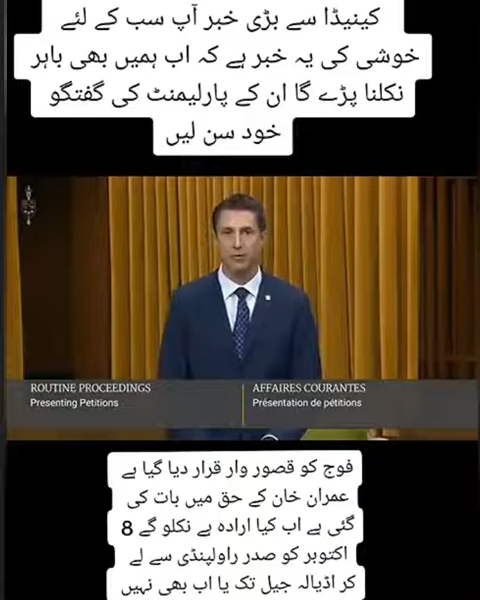 کینیڈا سے بڑی خبر آپ سب کے لئے
خوشی کی یہ خبر ہے کہ اب ہمیں بھی باہر
نکلنا پڑے گا ان کے پارلیمنٹ کی گفتگو
خود سن لیں
ROUTINE PROCEEDINGS
Presenting Petitions
AFFAIRES COURANTES
Présentation de pétitions
فوج کو قصور وار قرار دیا گیا ہے
عمران خان کے حق میں بات کی
گئی ہے اب کیا ارادہ ہے نکلو گے 8
اکتوبر کو صدر راولپنڈی سے لے
کر اڈیالہ جیل تک یا اب بھی نہیں